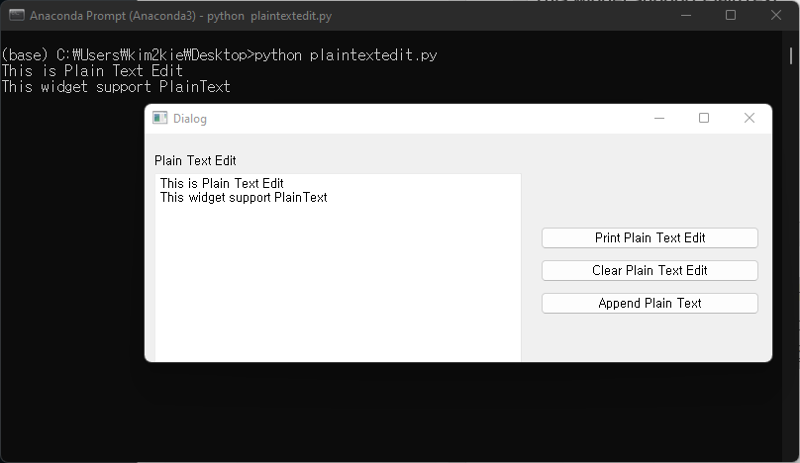 Anaconda Prompt (Anaconda3) - python  plaintextedit.py
(base) C:₩Users₩kim2kie₩Desktop>python plaintextedit.py
This is Plain Text Edit
This widget support PlainText
Dialog
Plain Text Edit
This is Plain Text Edit
This widget support PlainText
Print Plain Text Edit
Clear Plain Text Edit
Append Plain Text